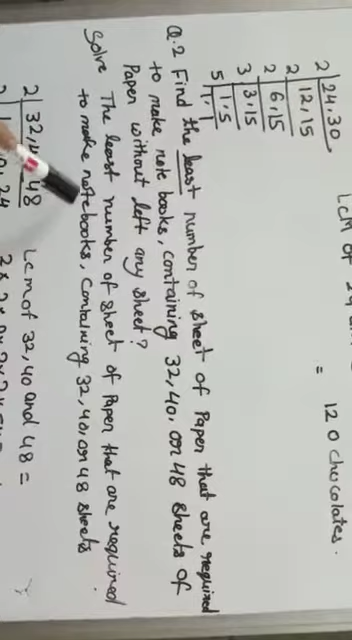 LCM of 24 
= 120 chocolates.
2 | 24,30
2 | 12,15
2 | 6,15
3 | 3,15
5 | 1,5
1,1
Q.2 Find the least number of sheet of Paper that are required
to make note books, containing 32,40, or 48 sheets of
Paper without left any sheet?
Solve The least number of sheet of Paper that are required
to make notebooks, containing 32,40, or 48 sheets
LCM of 32, 40 and 48 =
2 | 32, 48
24